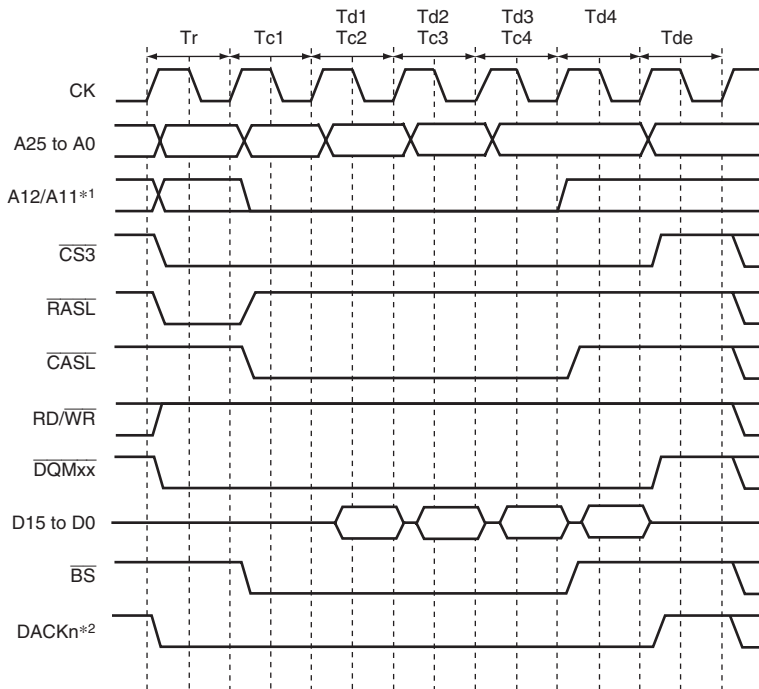 Td1 Td2 Td3 Td4
Tr Tc1 Tc2 Tc3 Tc4 Tde
CK
A25 to A0
A12/A11*1
CS3
RASL
CASL
RD/WR
DQMxx
D15 to D0
BS
DACKn*2